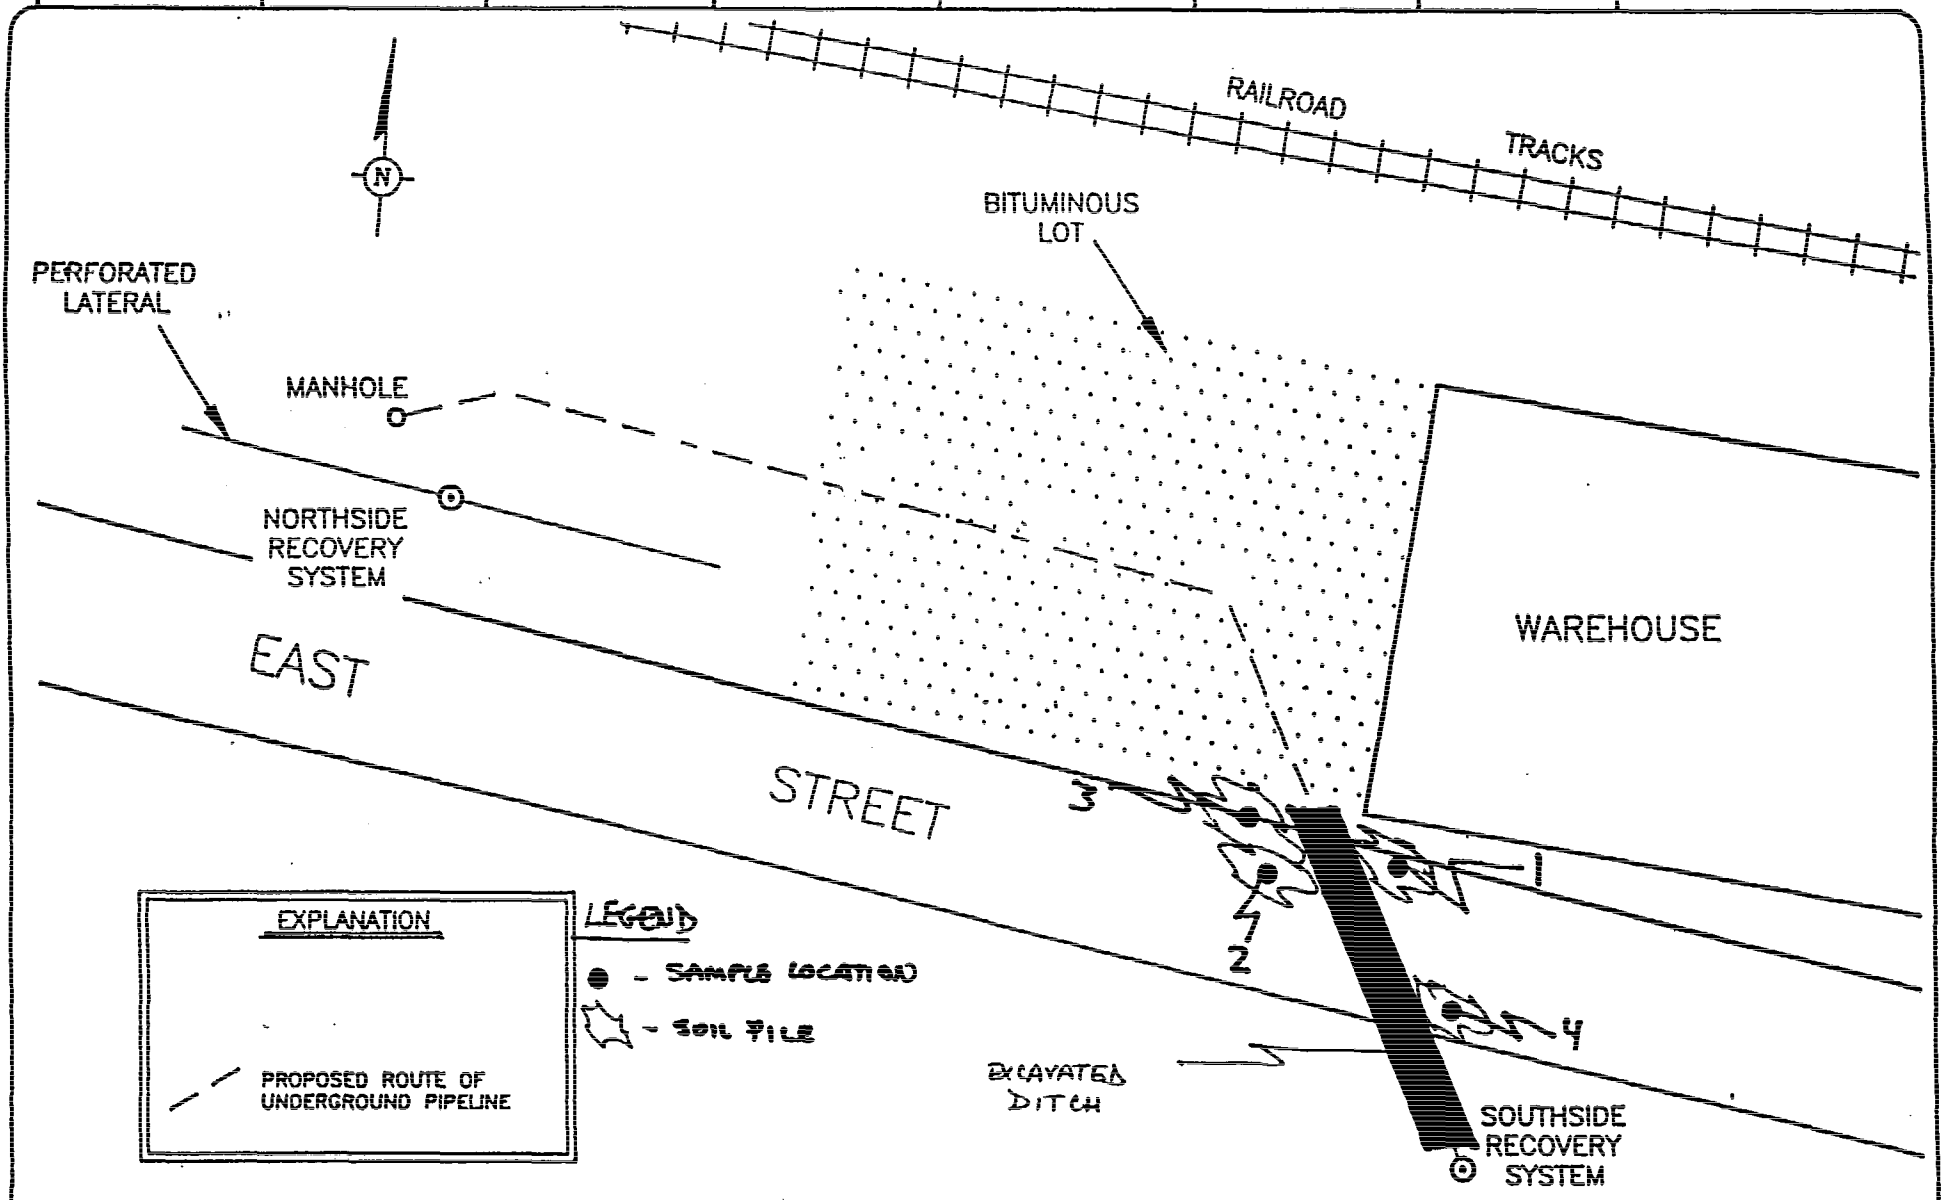 RAILROAD
TRACKS
N
BITUMINOUS
LOT
PERFORATED
LATERAL
MANHOLE
NORTHSIDE
RECOVERY
SYSTEM
WAREHOUSE
EAST
STREET
3
1
2
4
EXPLANATION
PROPOSED ROUTE OF
UNDERGROUND PIPELINE
LEGEND
- SAMPLE LOCATION
- SOIL PILE
EXCAVATED
DITCH
SOUTHSIDE
RECOVERY
SYSTEM